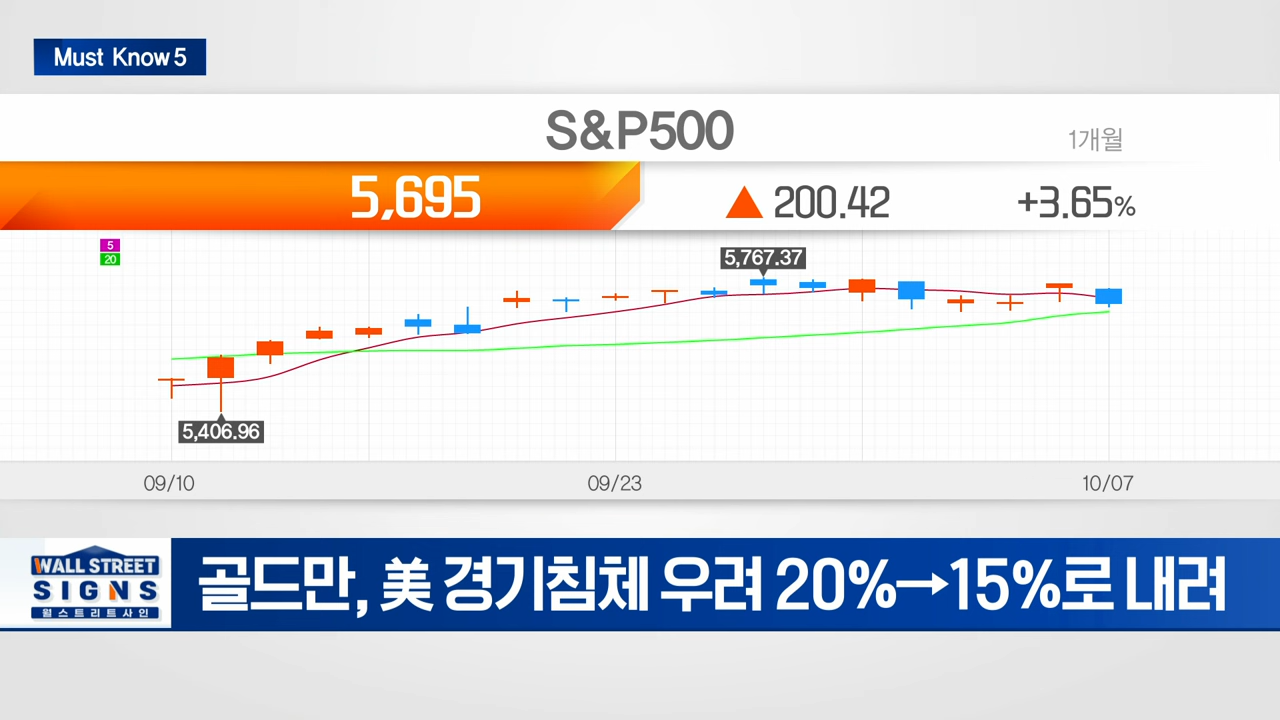 Must Know 5
S&P500
1개월
5,695
▲ 200.42
+3.65%
5
20
5,767.37
5,406.96
09/10
09/23
10/07
WALL STREET
SIGNS
월스트리트사인
골드만, 美 경기침체 우려 20%→15%로 내려